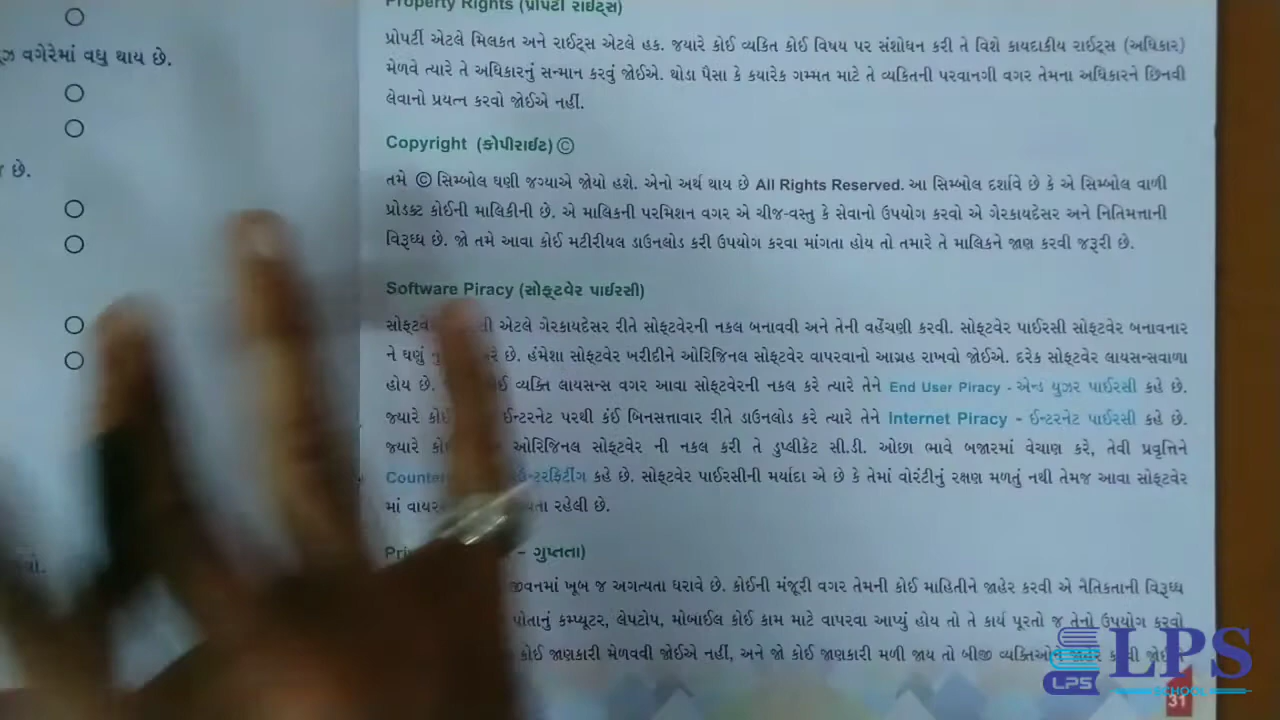 ઝ વગેરેમાં વધુ થાય છે.
છે.
Property Rights (પ્રોપર્ટી રાઈટ્સ)
પ્રોપર્ટી એટલે મિલકત અને રાઈટ્સ એટલે હક. જયારે કોઈ વ્યકિત કોઈ વિષય પર સંશોધન કરી તે વિશે કાયદાકીય રાઈટ્સ (અધિકાર)
મેળવે ત્યારે તે અધિકારનું સન્માન કરવું જોઈએ. થોડા પૈસા કે કયારેક ગમ્મત માટે તે વ્યકિતની પરવાનગી વગર તેમના અધિકારને છિનવી
લેવાનો પ્રયત્ન કરવો જોઈએ નહીં.
Copyright (કોપીરાઈટ) ©
તમે © સિમ્બોલ ઘણી જગ્યાએ જોયો હશે. એનો અર્થ થાય છે All Rights Reserved. આ સિમ્બોલ દર્શાવે છે કે એ સિમ્બોલ વાળી
પ્રોડક્ટ કોઈની માલિકીની છે. એ માલિકની પરમિશન વગર એ ચીજ-વસ્તુ કે સેવાનો ઉપયોગ કરવો એ ગેરકાયદેસર અને નિતિમત્તાની
વિરૂધ્ધ છે. જો તમે આવા કોઈ મટીરીયલ ડાઉનલોડ કરી ઉપયોગ કરવા માંગતા હોય તો તમારે તે માલિકને જાણ કરવી જરૂરી છે.
Software Piracy (સોફ્ટવેર પાઈરસી)
એટલે ગેરકાયદેસર રીતે સોફ્ટવેરની નકલ બનાવવી અને તેની વહેંચણી કરવી. સોફ્ટવેર પાઈરસી સોફ્ટવેર બનાવનાર
ને ઘણું છે. હંમેશા સોફ્ટવેર ખરીદીને ઓરિજિનલ સોફ્ટવેર વાપરવાનો આગ્રહ રાખવો જોઈએ. દરેક સોફ્ટવેર લાયસન્સવાળા
હોય છે. વ્યક્તિ લાયસન્સ વગર આવા સોફ્ટવેરની નકલ કરે ત્યારે તેને End User Piracy - એન્ડ યુઝર પાઈરસી કહે છે.
જ્યારે ઈન્ટરનેટ પરથી કંઈ બિનસત્તાવાર રીતે ડાઉનલોડ કરે ત્યારે તેને Internet Piracy - ઈન્ટરનેટ પાઈરસી કહે છે.
જ્યારે ઓરિજિનલ સોફ્ટવેર ની નકલ કરી તે ડુપ્લીકેટ સી.ડી. ઓછા ભાવે બજારમાં વેચાણ કરે, તેવી પ્રવૃત્તિને
કહે છે. સોફ્ટવેર પાઈરસીની મર્યાદા એ છે કે તેમાં વોરંટીનું રક્ષણ મળતું નથી તેમજ આવા સોફ્ટવેર
માં રહેલી છે.
- ગુપ્તતા)
ખૂબ જ અગત્યતા ધરાવે છે. કોઈની મંજૂરી વગર તેમની કોઈ માહિતીને જાહેર કરવી એ નૈતિકતાની વિરૂધ્ધ
પોતાનું કમ્પ્યૂટર, લેપટોપ, મોબાઈલ કોઈ કામ માટે વાપરવા આપ્યું હોય તો તે કાર્ય પૂરતો જ તેનો ઉપયોગ કરવો
કોઈ જાણકારી મેળવવી જોઈએ નહીં, અને જો કોઈ જાણકારી મળી જાય તો બીજી
31
LPS
LPS
SCHOOL